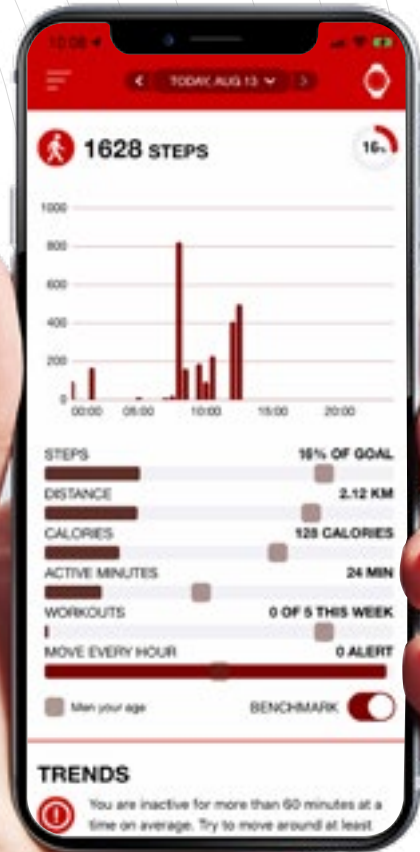 10:08
TODAY, AUG 13
1628 STEPS
16%
1000
800
600
400
200
0
00:00 05:00 10:00 15:00 20:00
STEPS 16% OF GOAL
DISTANCE 2.12 KM
CALORIES 128 CALORIES
ACTIVE MINUTES 24 MIN
WORKOUTS 0 OF 5 THIS WEEK
MOVE EVERY HOUR 0 ALERT
Men your age BENCHMARK
TRENDS
You are inactive for more than 60 minutes at a
time on average. Try to move around at least